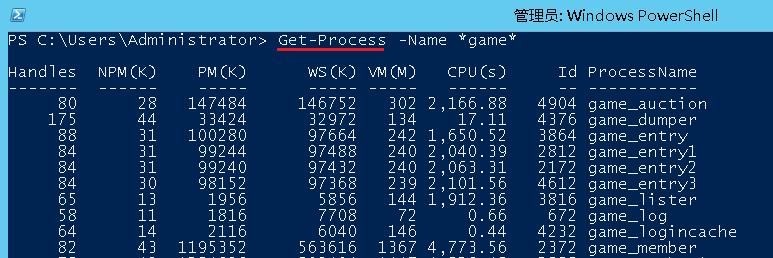 管理员: Windows PowerShell
PS C:\Users\Administrator> Get-Process -Name *game*
Handles NPM(K) PM(K) WS(K) VM(M) CPU(s) Id ProcessName
------- ------ ----- ----- ----- ------ -- -----------
80 28 147484 146752 302 2,166.88 4904 game_auction
175 44 33424 32972 134 17.11 4376 game_dumper
88 31 100280 97664 242 1,650.52 3864 game_entry
84 31 99244 97488 240 2,040.39 2812 game_entry1
84 31 99240 97432 240 2,063.31 2172 game_entry2
84 30 98152 97368 239 2,101.56 4612 game_entry3
65 13 1956 5856 144 1,912.36 3816 game_lister
58 11 1816 7708 72 0.66 672 game_log
64 14 2116 6040 146 0.44 4232 game_logincache
82 43 1195352 563616 1367 4,773.56 2372 game_member